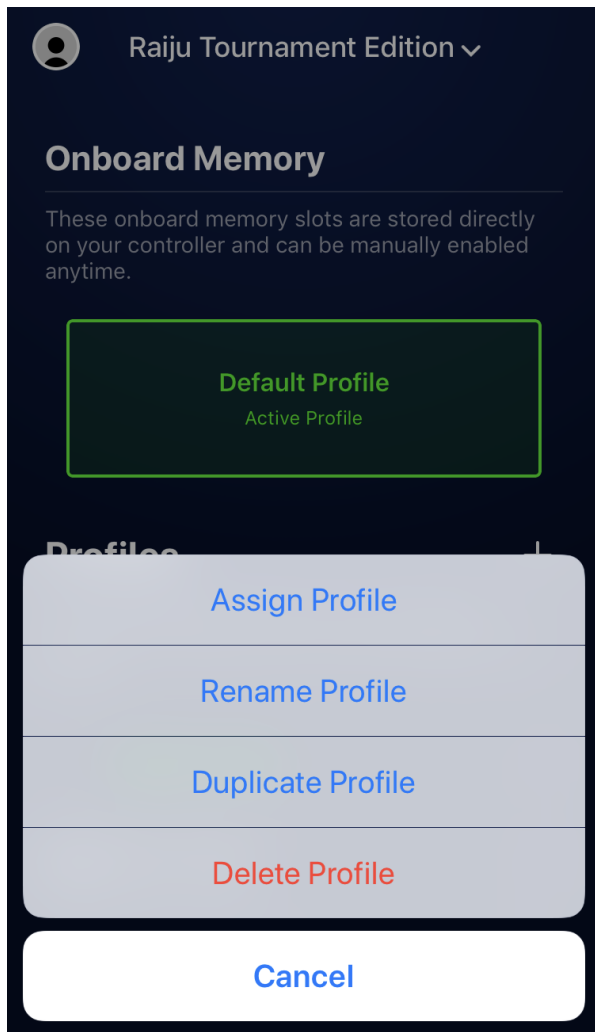 Raiju Tournament Edition
Onboard Memory
These onboard memory slots are stored directly
on your controller and can be manually enabled
anytime.
Default Profile
Active Profile
Profiles
Assign Profile
Rename Profile
Duplicate Profile
Delete Profile
Cancel